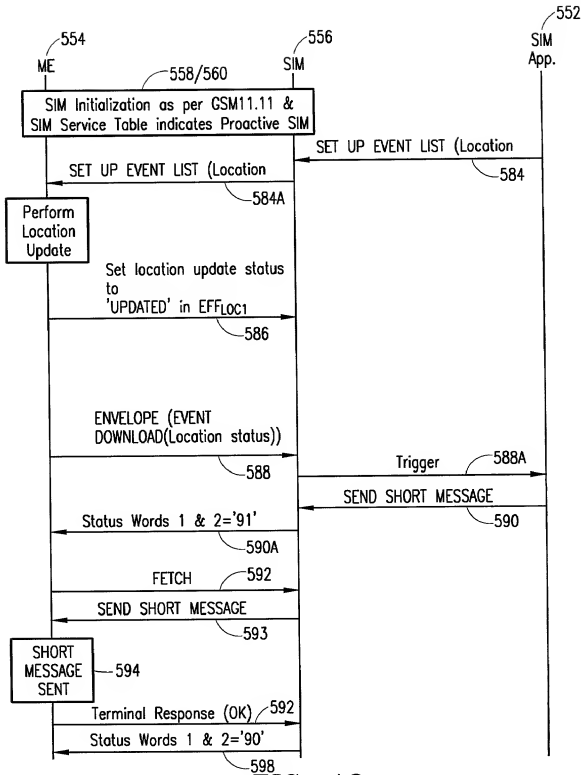 552
554
556
SIM
App.
ME
SIM
558/560
SIM Initialization as per GSM11.11 &
SIM Service Table indicates Proactive SIM
SET UP EVENT LIST (Location
584
SET UP EVENT LIST (Location
584A
Perform
Location
Update
Set location update status
to
'UPDATED' in EFFLOC1
586
ENVELOPE (EVENT
DOWNLOAD(Location status))
588
Trigger
588A
SEND SHORT MESSAGE
590
Status Words 1 & 2='91'
590A
FETCH
592
SEND SHORT MESSAGE
593
SHORT
MESSAGE
SENT
594
Terminal Response (OK)
592
Status Words 1 & 2='90'
598